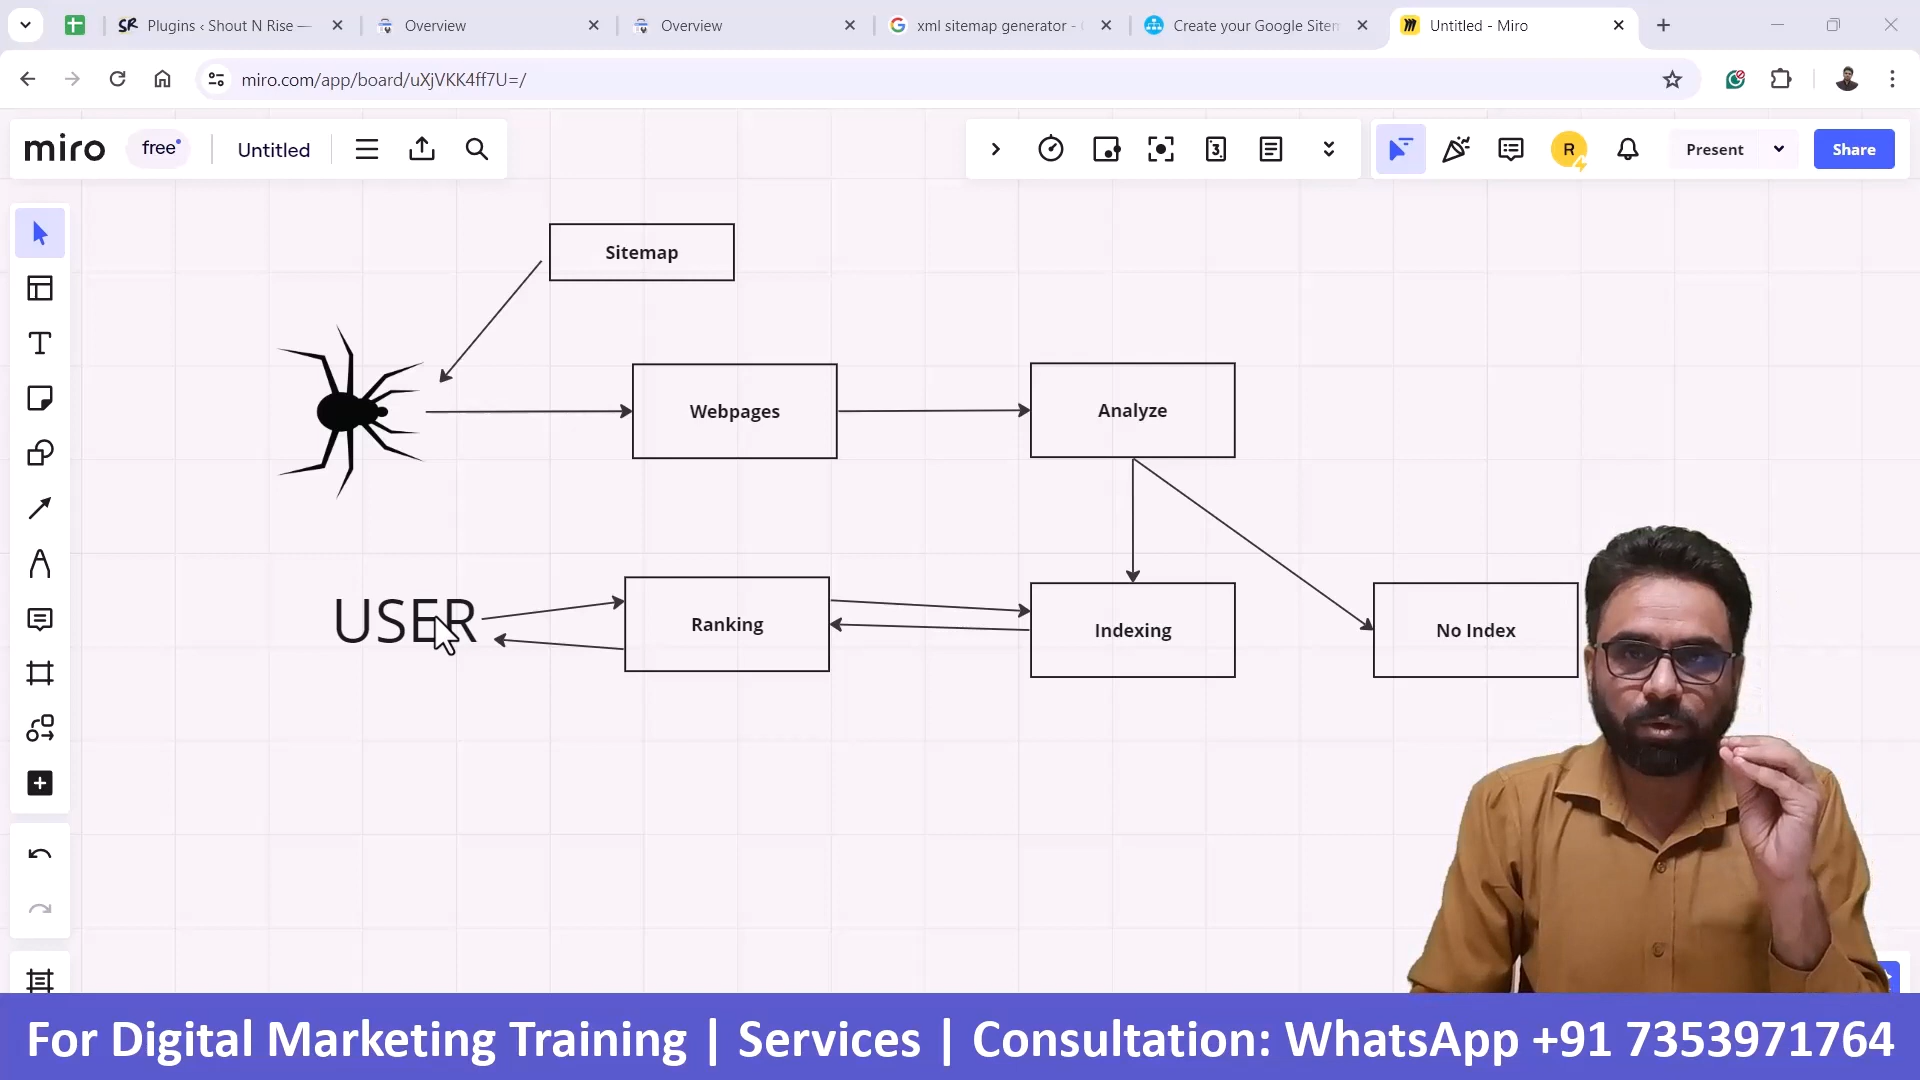 Plugins ‹ Shout N Rise —
Overview
Overview
xml sitemap generator -
Create your Google Sitem
Untitled - Miro
miro.com/app/board/uXjVKK4ff7U=/
miro
free
Untitled
3
R
Present
Share
Sitemap
Webpages
Analyze
USER
Ranking
Indexing
No Index
For Digital Marketing Training | Services | Consultation: WhatsApp +91 7353971764